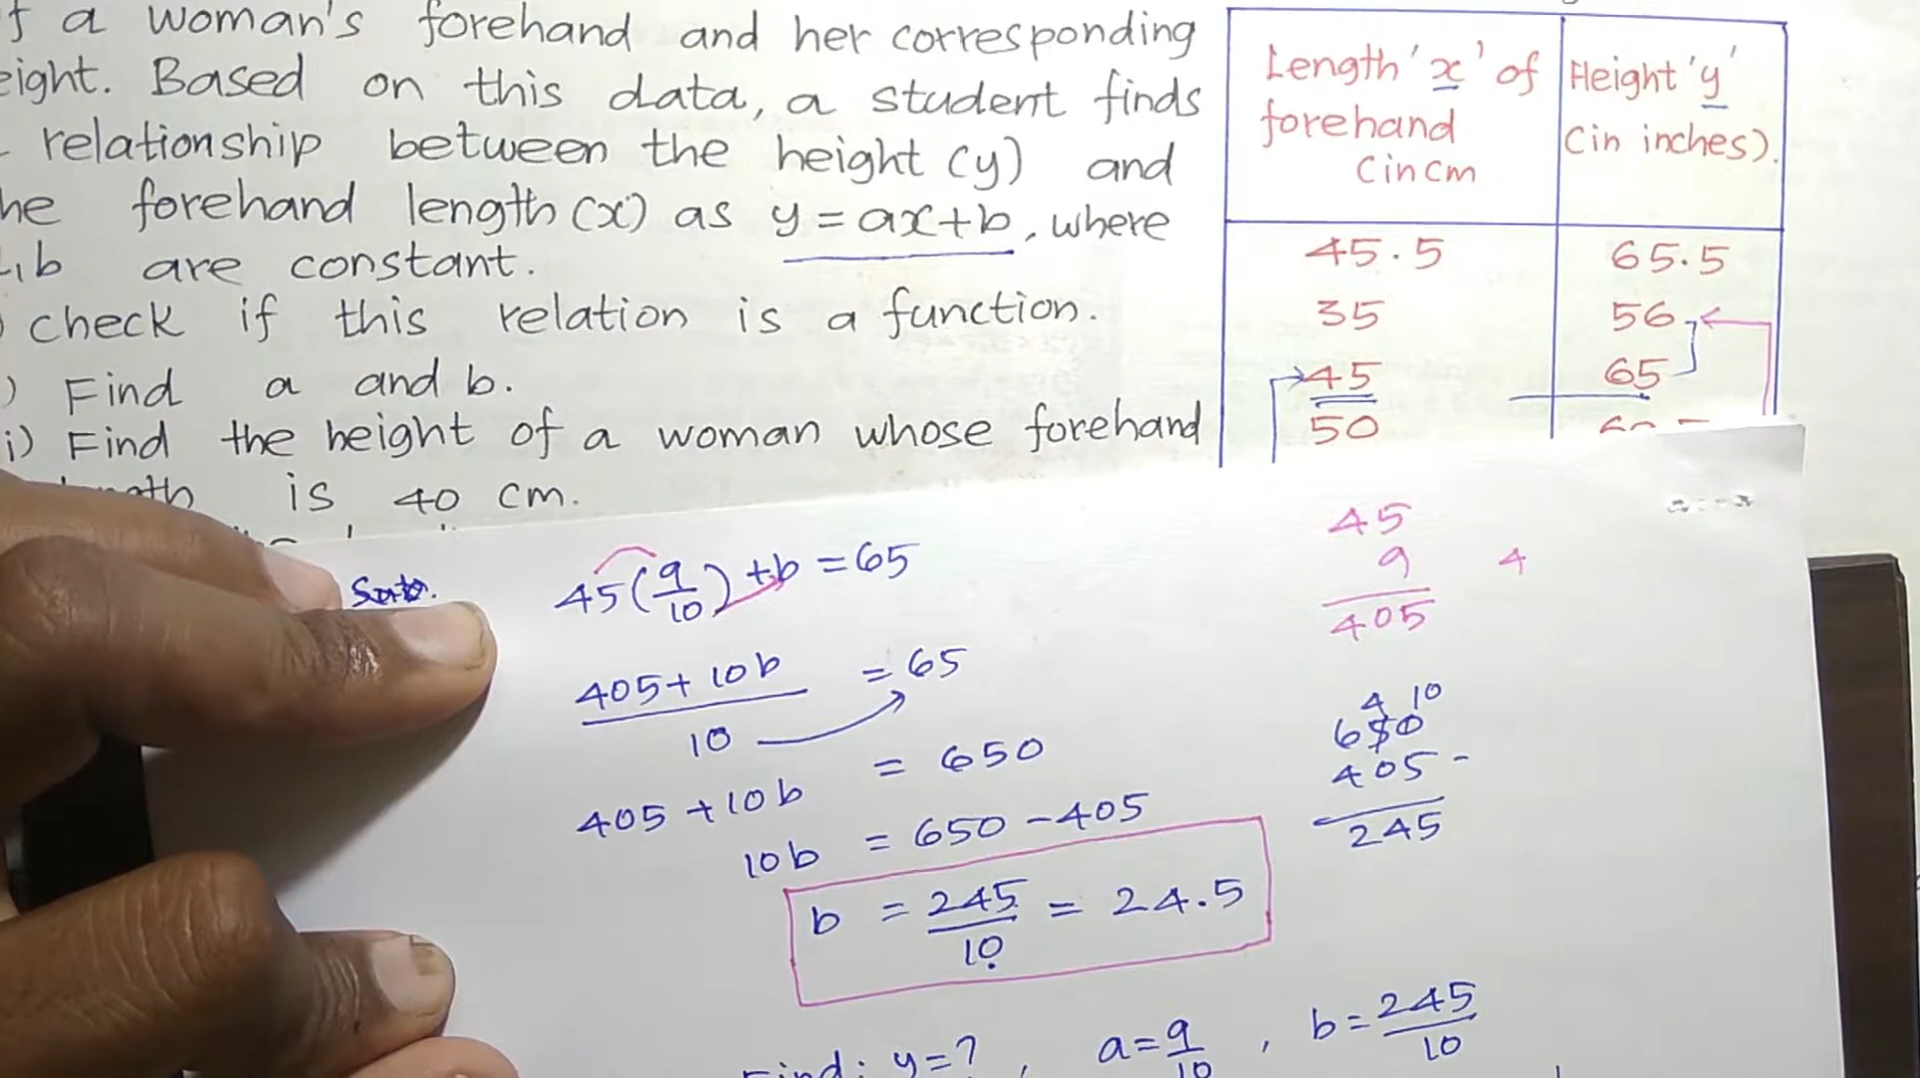 a woman's forehand and her corresponding
eight. Based on this data, a student finds
relationship between the height (y) and
he forehand length (x) as y = ax+b, where
,b are constant.
check if this relation is a function.
) Find a and b.
i) Find the height of a woman whose forehand
is 40 cm.
Length 'x' of forehand Cin cm
Height 'y' Cin inches).
45.5 65.5
35 56
45 65
50
45(9/10) + b = 65
405 + 10b / 10 = 65
405 + 10b = 650
10b = 650 - 405
b = 245/10 = 24.5
y = ? , a = 9/10 , b = 245/10
45
9 4
405
4 10
650
405 -
245